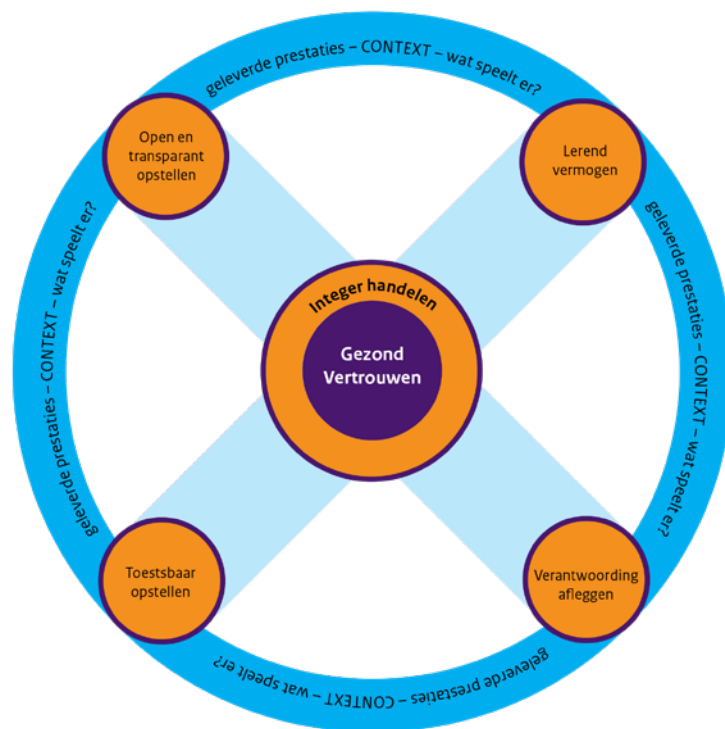 geleverde prestaties – CONTEXT – wat speelt er?
Open en
transparant
opstellen
Lerend
vermogen
geleverde prestaties – CONTEXT – wat speelt er?
geleverde prestaties – CONTEXT – wat speelt er?
Integer handelen
Gezond
Vertrouwen
Toestsbaar
opstellen
Verantwoording
afleggen
geleverde prestaties – CONTEXT – wat speelt er?